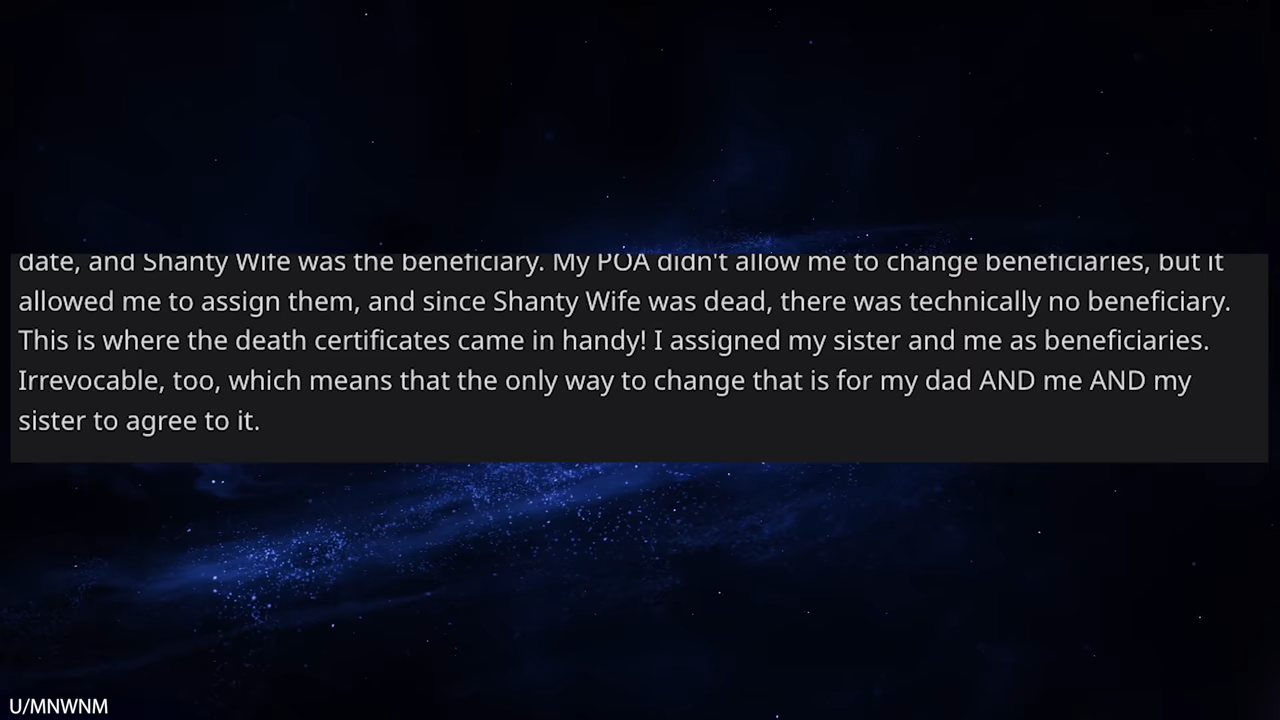 date, and Shanty Wife was the beneficiary. My POA didn't allow me to change beneficiaries, but it
allowed me to assign them, and since Shanty Wife was dead, there was technically no beneficiary.
This is where the death certificates came in handy! I assigned my sister and me as beneficiaries.
Irrevocable, too, which means that the only way to change that is for my dad AND me AND my
sister to agree to it.
U/MNWNM